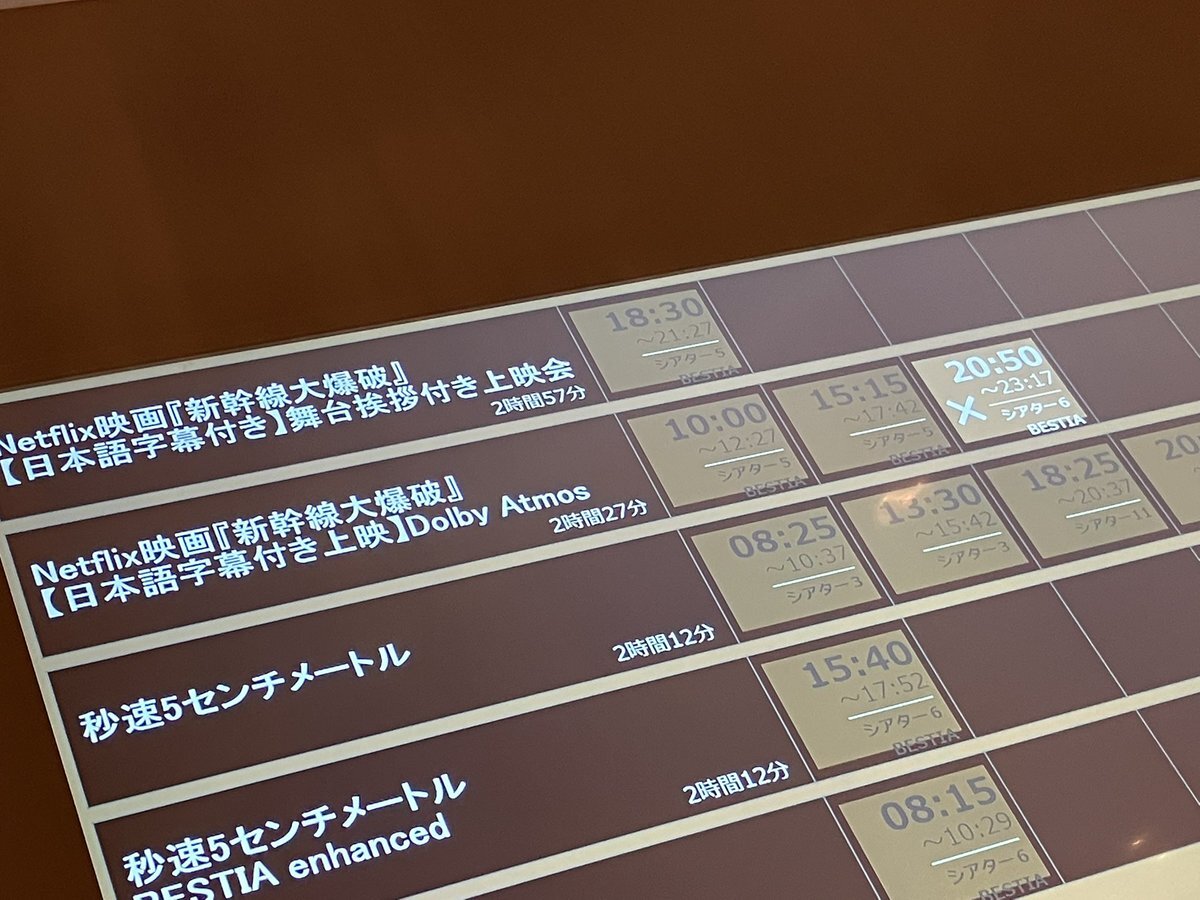 Netflix映画『新幹線大爆破』
【日本語字幕付き】舞台挨拶付き上映会
2時間57分
18:30
～21:27
シアター5
BESTIA
Netflix映画『新幹線大爆破』
【日本語字幕付き上映】Dolby Atmos
2時間27分
10:00
～12:27
シアター5
BESTIA
15:15
～17:42
シアター5
BESTIA
20:50
～23:17
× シアター6
BESTIA
秒速5センチメートル
2時間12分
08:25
～10:37
シアター3
13:30
～15:42
シアター3
18:25
～20:37
シアター11
秒速5センチメートル
BESTIA enhanced
2時間12分
15:40
～17:52
シアター6
BESTIA
08:15
～10:29
シアター6
BESTIA